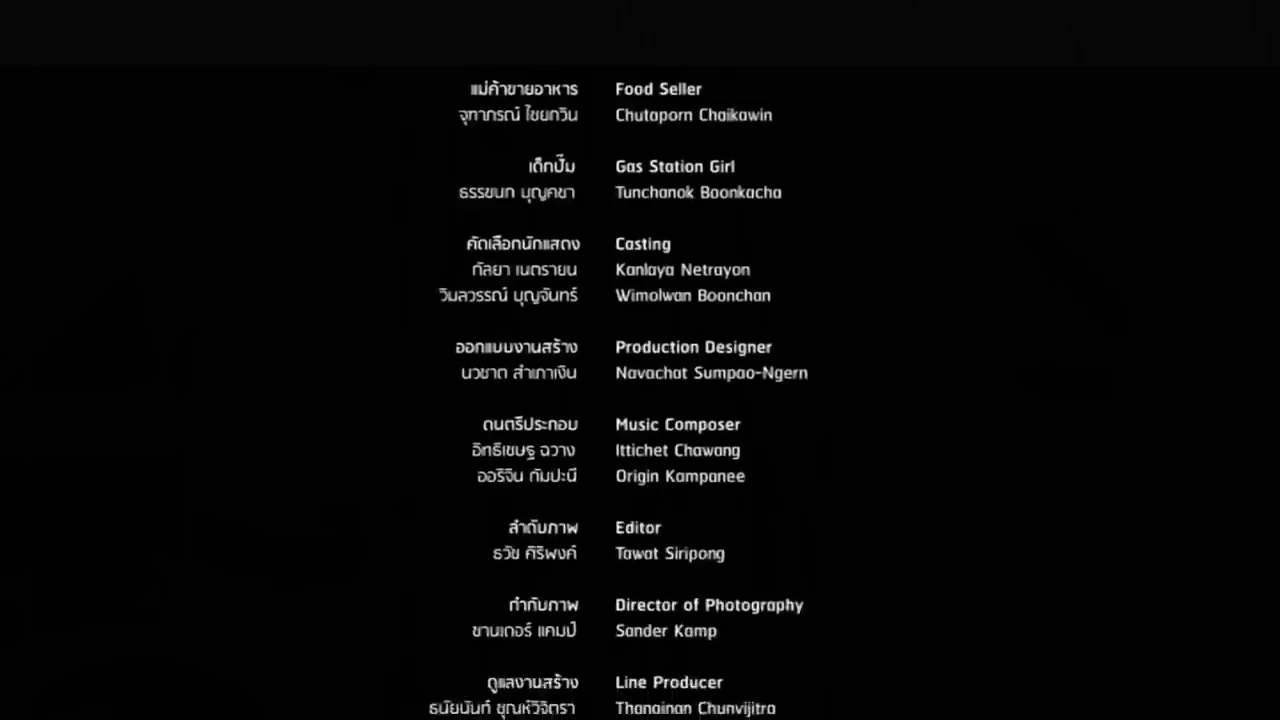 แม่ค้าขายอาหาร Food Seller
จุฑาภรณ์ ไชยกวิน Chutaporn Chaikawin
เด็กปั๊ม Gas Station Girl
ธรรชนก บุญคชา Tunchanok Boonkacha
คัดเลือกนักแสดง Casting
กัลยา เนตรายน Kanlaya Netrayon
วิมลวรรณ์ บุญจันทร์ Wimolwan Boonchan
ออกแบบงานสร้าง Production Designer
นวชาต สำเภาเงิน Navachat Sumpao-Ngern
ดนตรีประกอบ Music Composer
อิทธิเชษฐ ฉวาง Ittichet Chawang
ออริจิน กัมปะนี Origin Kampanee
ลำดับภาพ Editor
ธวัช ศิริพงศ์ Tawat Siripong
กำกับภาพ Director of Photography
ซานเดอร์ แคมป์ Sander Kamp
ดูแลงานสร้าง Line Producer
ธนัยนันท์ ชุณห์วิจิตรา Thanainan Chunvijitra